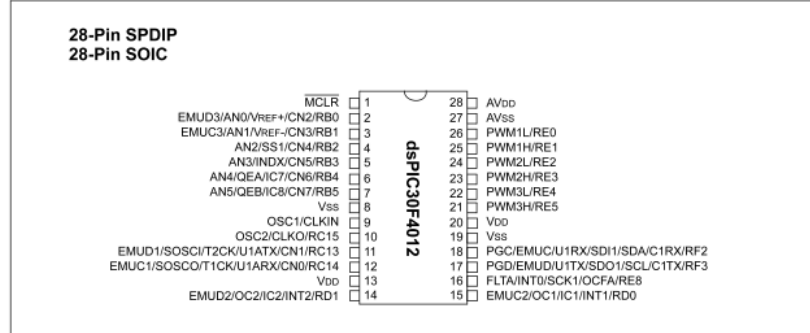 28-Pin SPDIP
28-Pin SOIC
MCLR 1 28 AVDD
EMUD3/AN0/VREF+/CN2/RB0 2 27 AVSS
EMUC3/AN1/VREF-/CN3/RB1 3 26 PWM1L/RE0
AN2/SS1/CN4/RB2 4 25 PWM1H/RE1
AN3/INDX/CN5/RB3 5 24 PWM2L/RE2
AN4/QEA/IC7/CN6/RB4 6 23 PWM2H/RE3
AN5/QEB/IC8/CN7/RB5 7 22 PWM3L/RE4
VSS 8 21 PWM3H/RE5
OSC1/CLKIN 9 20 VDD
OSC2/CLKO/RC15 10 19 VSS
EMUD1/SOSCI/T2CK/U1ATX/CN1/RC13 11 18 PGC/EMUC/U1RX/SDI1/SDA/C1RX/RF2
EMUC1/SOSCO/T1CK/U1ARX/CN0/RC14 12 17 PGD/EMUD/U1TX/SDO1/SCL/C1TX/RF3
VDD 13 16 FLTA/INT0/SCK1/OCFA/RE8
EMUD2/OC2/IC2/INT2/RD1 14 15 EMUC2/OC1/IC1/INT1/RD0
dsPIC30F4012